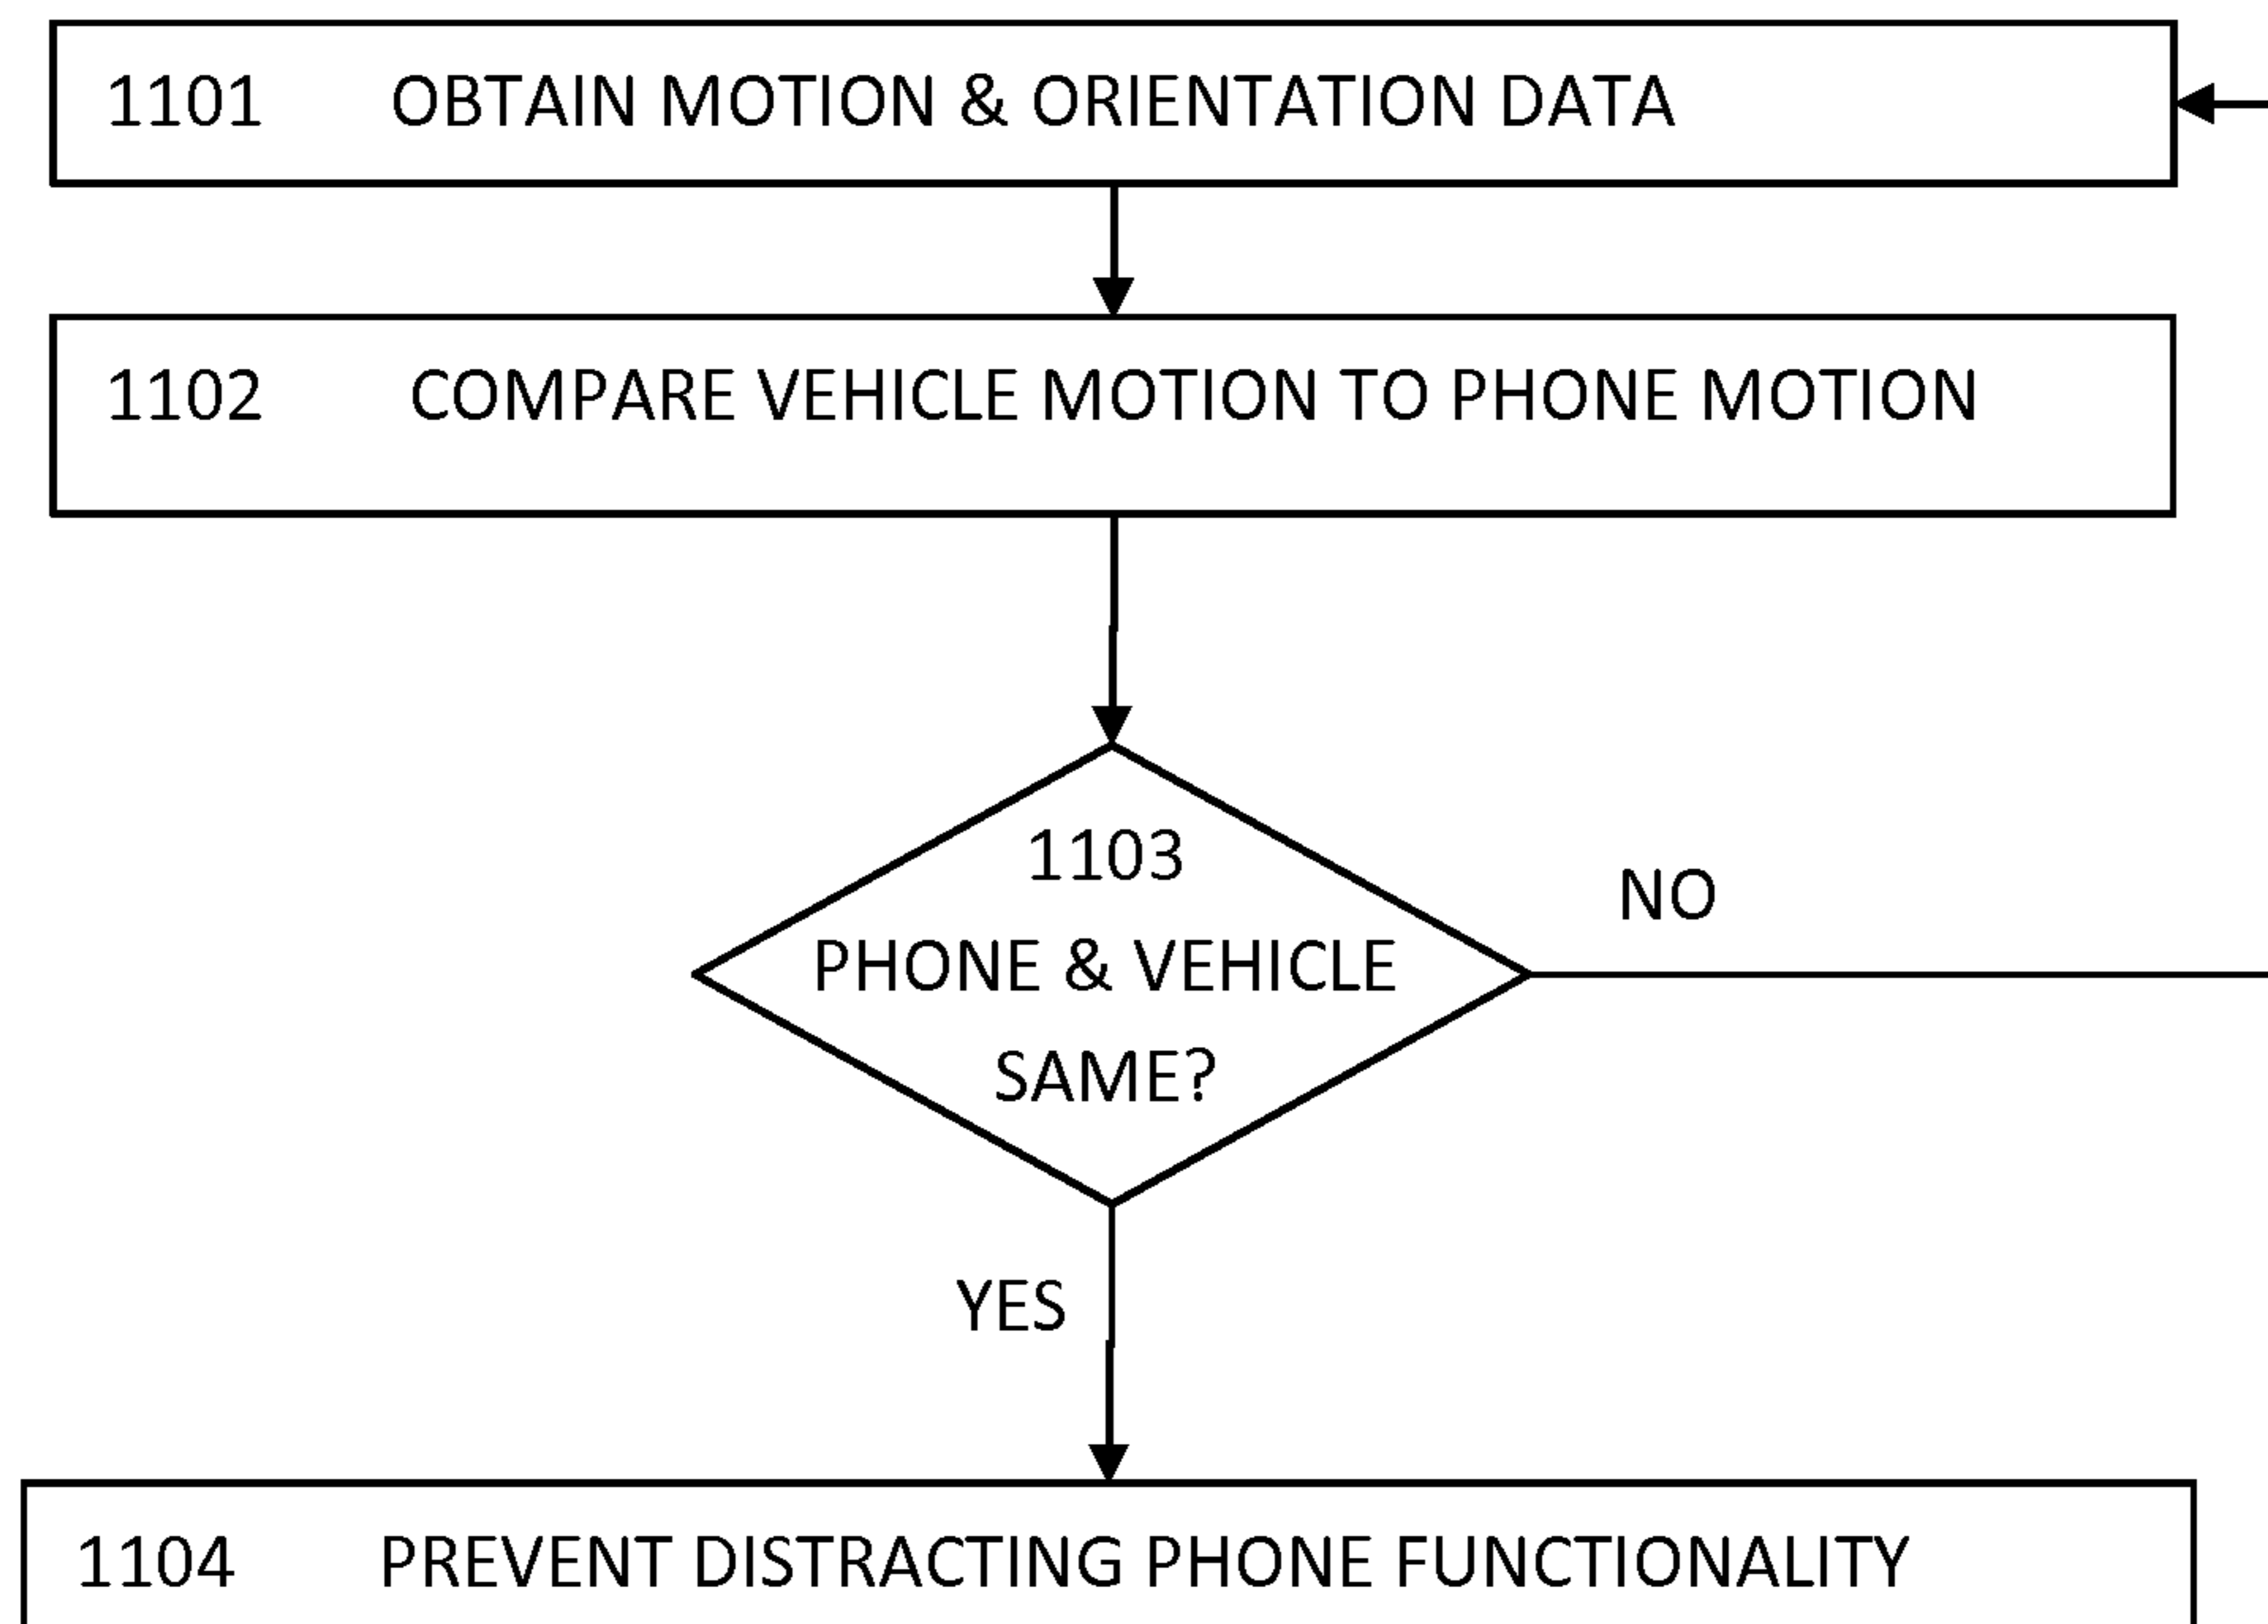 1101 OBTAIN MOTION & ORIENTATION DATA
1102 COMPARE VEHICLE MOTION TO PHONE MOTION
1103
PHONE & VEHICLE
SAME?
NO
YES
1104 PREVENT DISTRACTING PHONE FUNCTIONALITY